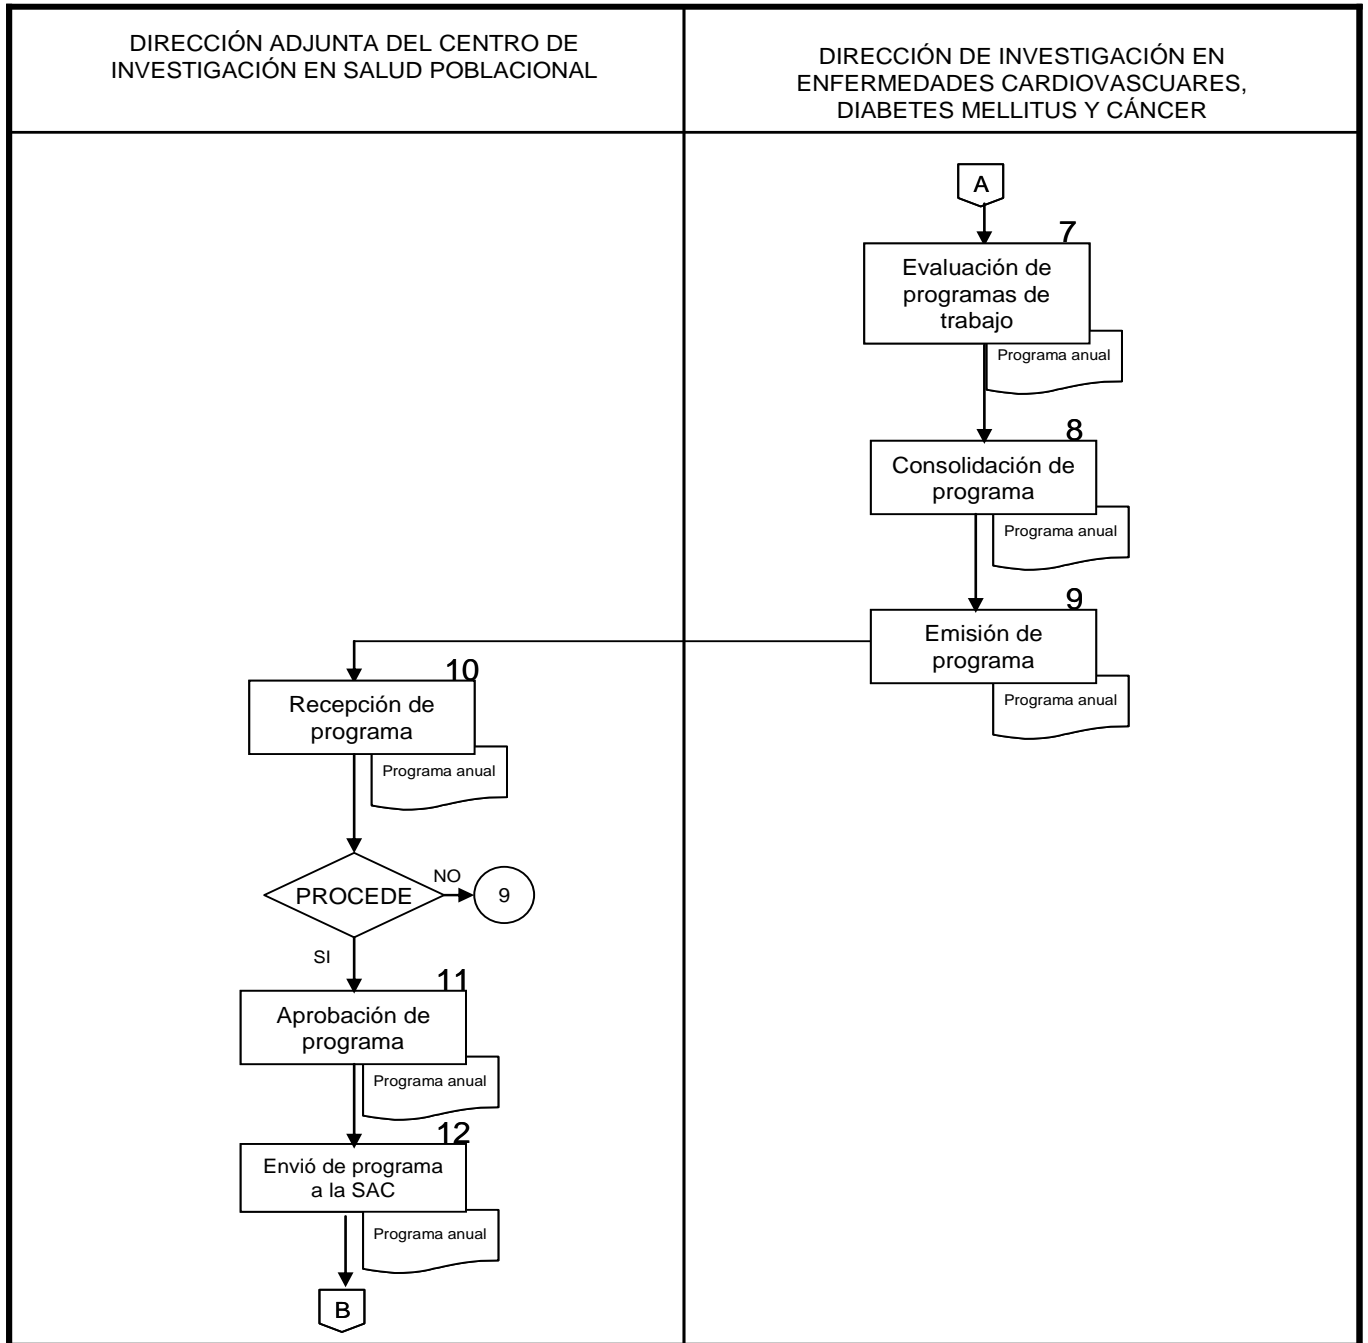 DIRECCIÓN ADJUNTA DEL CENTRO DE
INVESTIGACIÓN EN SALUD POBLACIONAL
DIRECCIÓN DE INVESTIGACIÓN EN
ENFERMEDADES CARDIOVASCUARES,
DIABETES MELLITUS Y CÁNCER
A
7
Evaluación de
programas de
trabajo
Programa anual
8
Consolidación de
programa
Programa anual
9
Emisión de
programa
Programa anual
10
Recepción de
programa
Programa anual
PROCEDE
NO
9
SI
11
Aprobación de
programa
Programa anual
12
Envió de programa
a la SAC
Programa anual
B